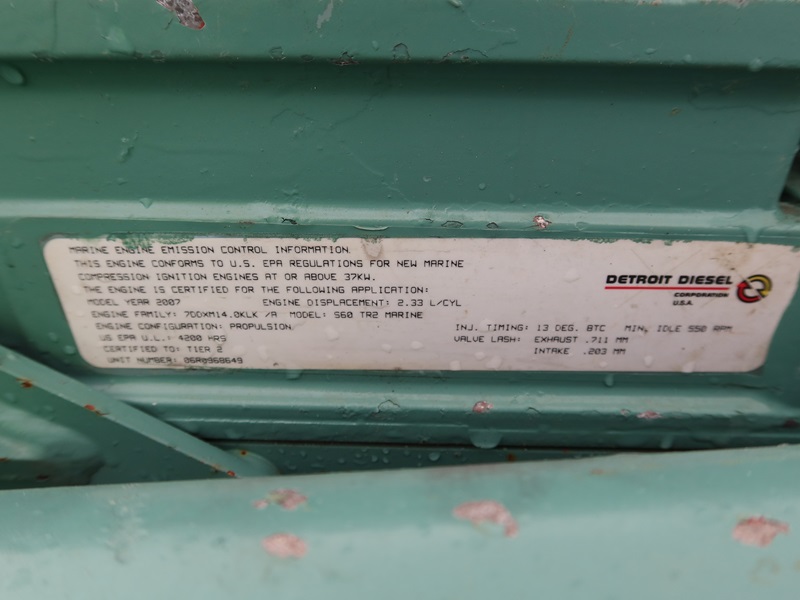 MARINE ENGINE EMISSION CONTROL INFORMATION
THIS ENGINE CONFORMS TO U.S. EPA REGULATIONS FOR NEW MARINE
COMPRESSION IGNITION ENGINES AT OR ABOVE 37KW.
THE ENGINE IS CERTIFIED FOR THE FOLLOWING APPLICATION:
MODEL YEAR 2007 ENGINE DISPLACEMENT: 2.33 L/CYL
ENGINE FAMILY: 7DDXM14.0KLK /A MODEL: S60 TR2 MARINE
ENGINE CONFIGURATION: PROPULSION
US EPA U.L.: 4200 HRS
CERTIFIED TO: TIER 2
UNIT NUMBER: 06R0968649
INJ. TIMING: 13 DEG. BTC MIN. IDLE 550 RPM
VALVE LASH: EXHAUST .711 MM
INTAKE .203 MM
DETROIT DIESEL
CORPORATION
U.S.A.